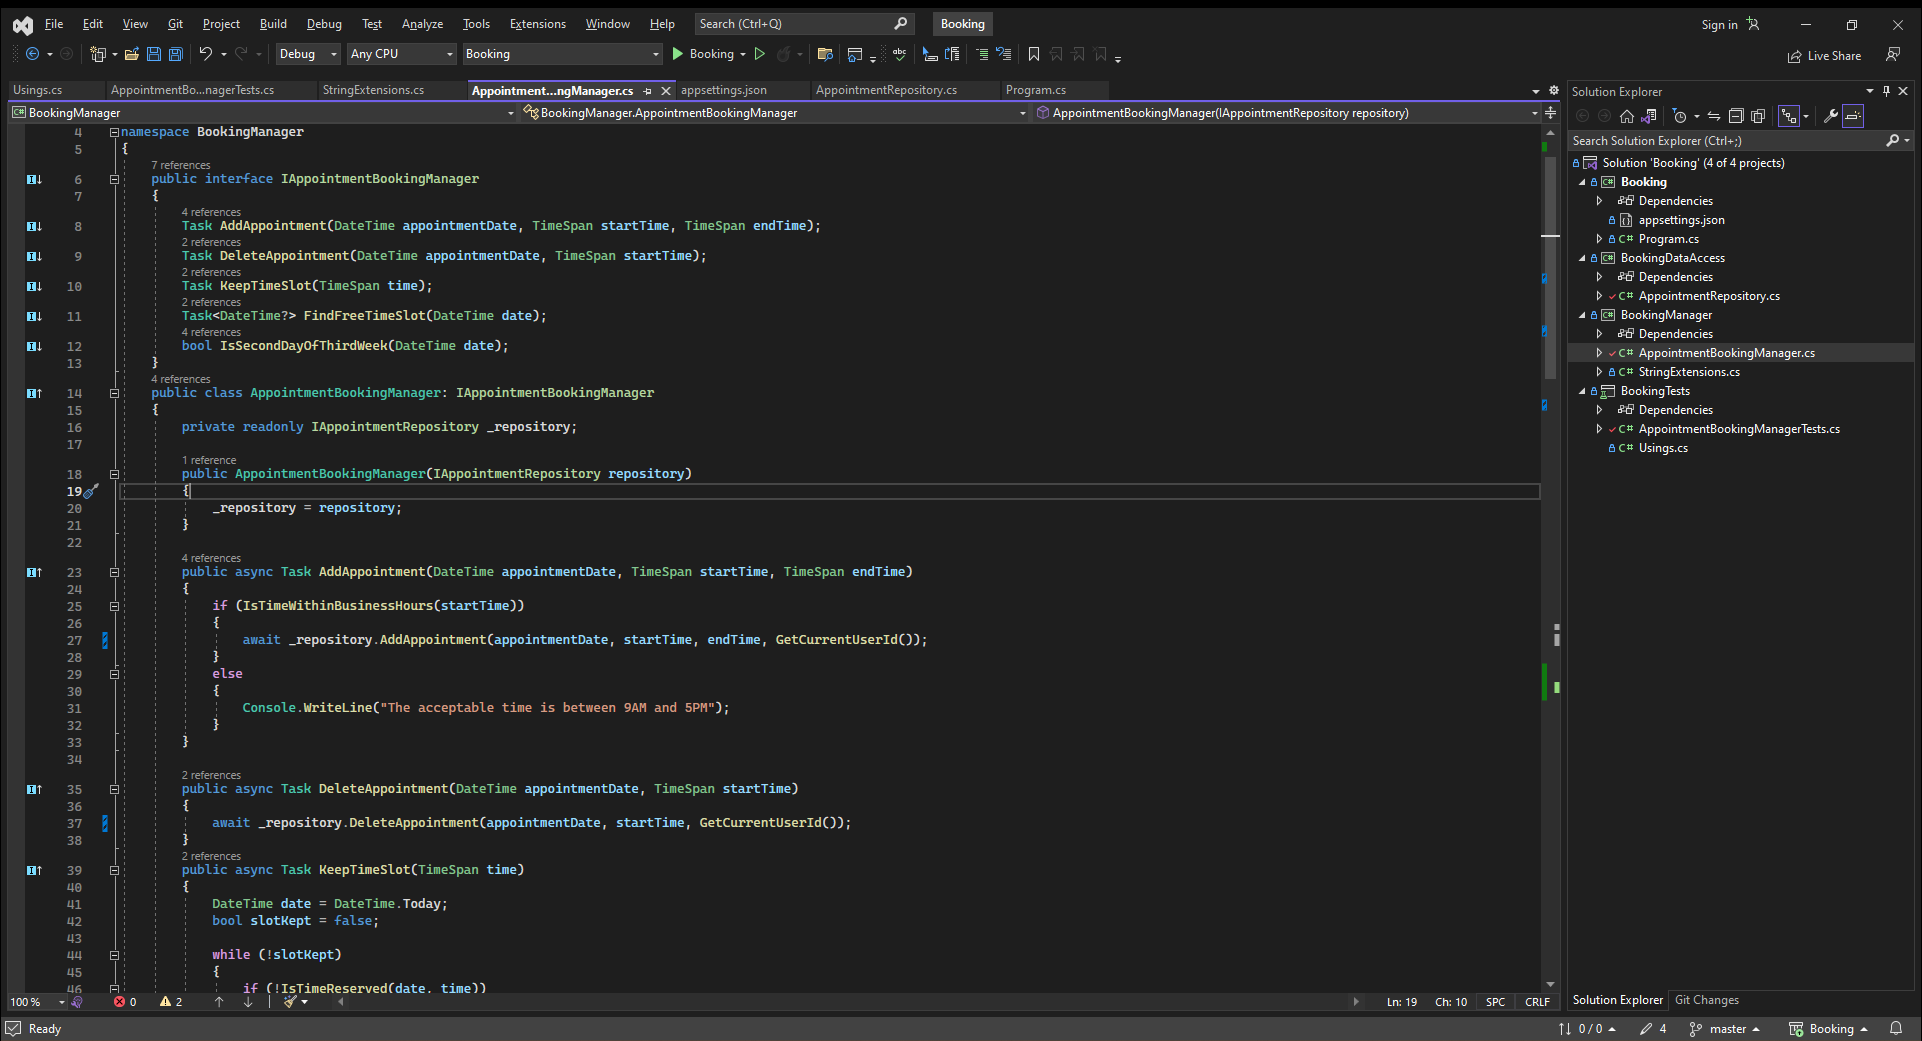 File Edit View Git Project Build Debug Test Analyze Tools Extensions Window Help Search (Ctrl+Q) Booking Sign in
Debug Any CPU Booking Booking abc Live Share
Usings.cs AppointmentBo...nagerTests.cs StringExtensions.cs Appointment...ngManager.cs appsettings.json AppointmentRepository.cs Program.cs
BookingManager BookingManager.AppointmentBookingManager AppointmentBookingManager(IAppointmentRepository repository)
4 namespace BookingManager
5 {
7 references
6 public interface IAppointmentBookingManager
7 {
4 references
8 Task AddAppointment(DateTime appointmentDate, TimeSpan startTime, TimeSpan endTime);
2 references
9 Task DeleteAppointment(DateTime appointmentDate, TimeSpan startTime);
2 references
10 Task KeepTimeSlot(TimeSpan time);
2 references
11 Task<DateTime?> FindFreeTimeSlot(DateTime date);
4 references
12 bool IsSecondDayOfThirdWeek(DateTime date);
13 }
4 references
14 public class AppointmentBookingManager: IAppointmentBookingManager
15 {
16 private readonly IAppointmentRepository _repository;
17
1 reference
18 public AppointmentBookingManager(IAppointmentRepository repository)
19 {
20 _repository = repository;
21 }
22
4 references
23 public async Task AddAppointment(DateTime appointmentDate, TimeSpan startTime, TimeSpan endTime)
24 {
25 if (IsTimeWithinBusinessHours(startTime))
26 {
27 await _repository.AddAppointment(appointmentDate, startTime, endTime, GetCurrentUserId());
28 }
29 else
30 {
31 Console.WriteLine("The acceptable time is between 9AM and 5PM");
32 }
33 }
34
2 references
35 public async Task DeleteAppointment(DateTime appointmentDate, TimeSpan startTime)
36 {
37 await _repository.DeleteAppointment(appointmentDate, startTime, GetCurrentUserId());
38 }
2 references
39 public async Task KeepTimeSlot(TimeSpan time)
40 {
41 DateTime date = DateTime.Today;
42 bool slotKept = false;
43
44 while (!slotKept)
45 {
46 if (!IsTimeReserved(date, time))
100 % 0 2 Ln: 19 Ch: 10 SPC CRLF
Solution Explorer
Search Solution Explorer (Ctrl+;)
Solution 'Booking' (4 of 4 projects)
C# Booking
Dependencies
appsettings.json
C# Program.cs
C# BookingDataAccess
Dependencies
C# AppointmentRepository.cs
C# BookingManager
Dependencies
C# AppointmentBookingManager.cs
C# StringExtensions.cs
BookingTests
Dependencies
C# AppointmentBookingManagerTests.cs
C# Usings.cs
Solution Explorer Git Changes
Ready 0 / 0 4 master Booking